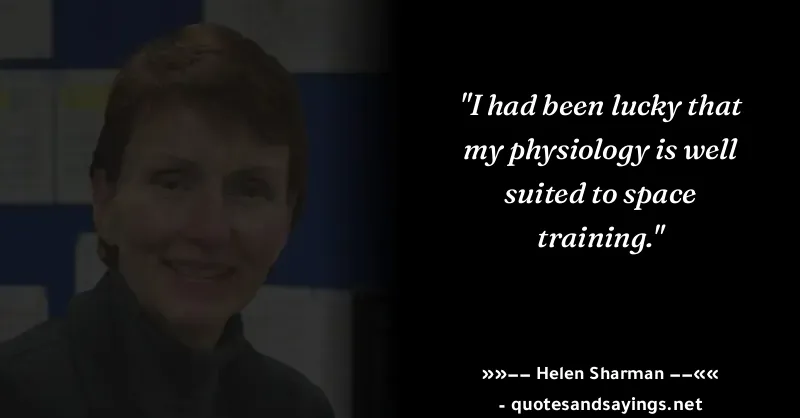 "I had been lucky that
my physiology is well
suited to space
training."
»»−− Helen Sharman −−««
- quotesandsayings.net